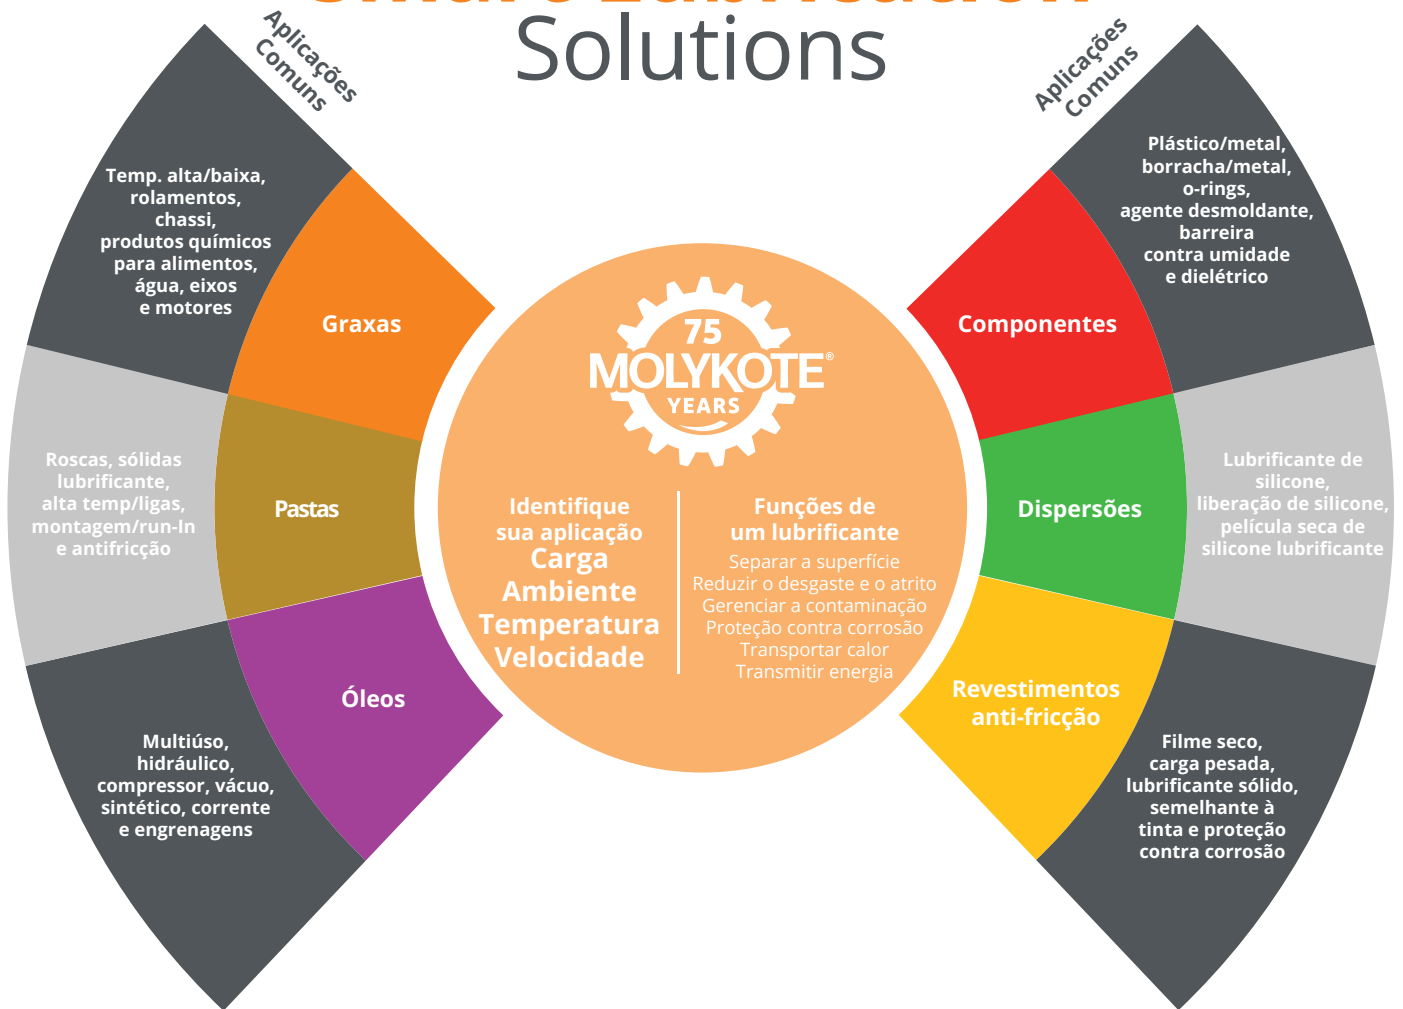 Smart Lubrication
Solutions
Aplicações
Comuns
Temp. alta/baixa,
rolamentos,
chassi,
produtos químicos
para alimentos,
água, eixos
e motores
Graxas
Roscas, sólidas
lubrificante,
alta temp/ligas,
montagem/run-In
e antifricção
Pastas
Multiúso,
hidráulico,
compressor, vácuo,
sintético, corrente
e engrenagens
Óleos
75
MOLYKOTE®
YEARS
Identifique
sua aplicação
Carga
Ambiente
Temperatura
Velocidade
Funções de
um lubrificante
Separar a superfície
Reduzir o desgaste e o atrito
Gerenciar a contaminação
Proteção contra corrosão
Transportar calor
Transmitir energia
Aplicações
Comuns
Componentes
Plástico/metal,
borracha/metal,
o-rings,
agente desmoldante,
barreira
contra umidade
e dielétrico
Dispersões
Lubrificante de
silicone,
liberação de silicone,
película seca de
silicone lubrificante
Revestimentos
anti-fricção
Filme seco,
carga pesada,
lubrificante sólido,
semelhante à
tinta e proteção
contra corrosão